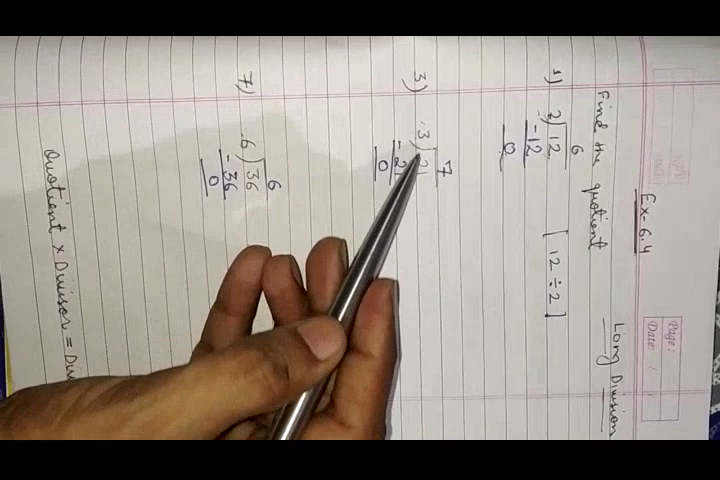 Page:
Date: / /
Ex-6.4
Long Division
Find the quotient
1) 6
2)12 [12 ÷ 2]
-12
0
3) 7
3)21
-21
0
7) 6
6)36
-36
0
Quotient × Divisor =